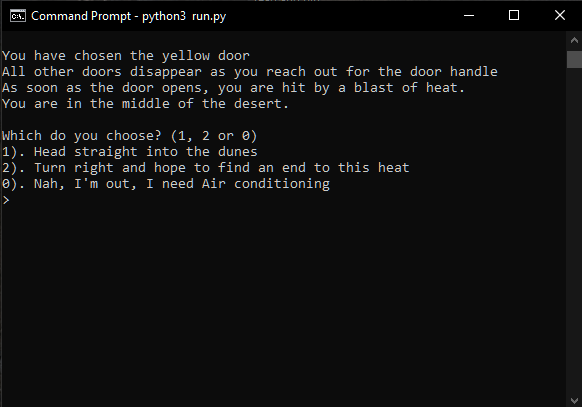 Command Prompt - python3 run.py
You have chosen the yellow door
All other doors disappear as you reach out for the door handle
As soon as the door opens, you are hit by a blast of heat.
You are in the middle of the desert.
Which do you choose? (1, 2 or 0)
1). Head straight into the dunes
2). Turn right and hope to find an end to this heat
0). Nah, I'm out, I need Air conditioning
>